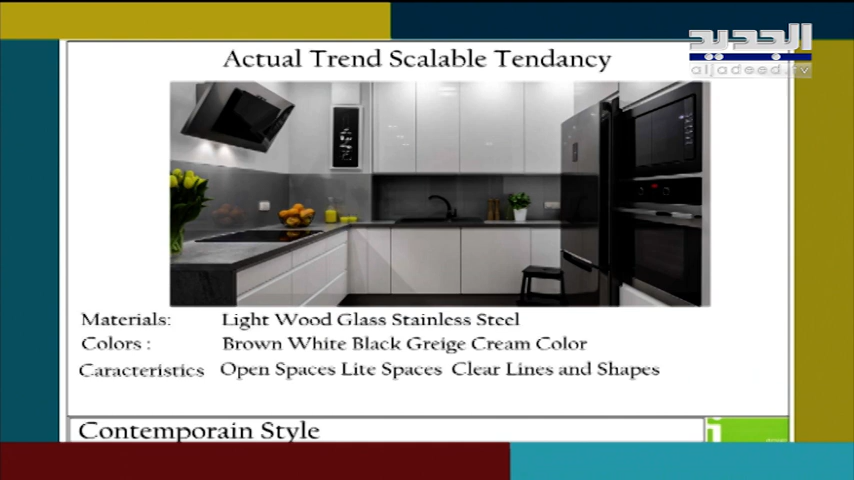 الجديد
aljadeed.tv
Actual Trend Scalable Tendancy
Materials: Light Wood Glass Stainless Steel
Colors : Brown White Black Greige Cream Color
Caracteristics Open Spaces Lite Spaces Clear Lines and Shapes
Contemporain Style